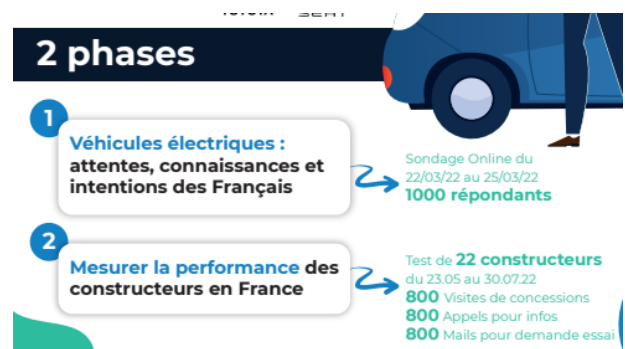 2 phases
1
Véhicules électriques :
attentes, connaissances et
intentions des Français
Sondage Online du
22/03/22 au 25/03/22
1000 répondants
2
Mesurer la performance des
constructeurs en France
Test de 22 constructeurs
du 23.05 au 30.07.22
800 Visites de concessions
800 Appels pour infos
800 Mails pour demande essai